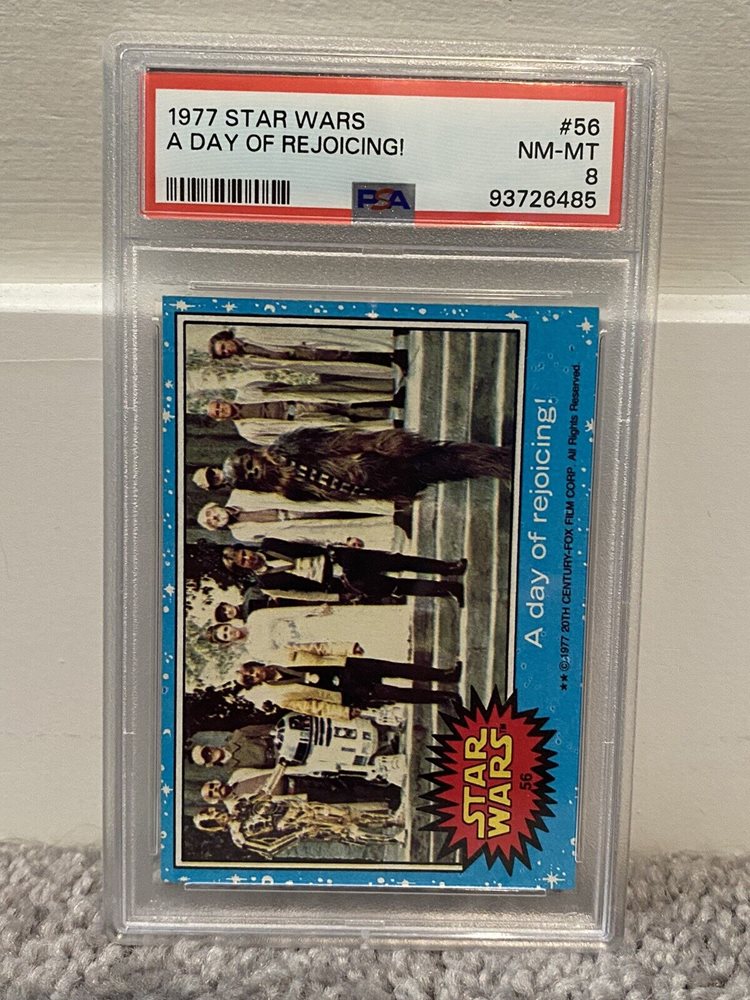 1977 STAR WARS
A DAY OF REJOICING!
#56
NM-MT
8
93726485
PSA
A day of rejoicing!
★★ © 1977 20TH CENTURY-FOX FILM CORP. All Rights Reserved.
STAR
WARS™
56